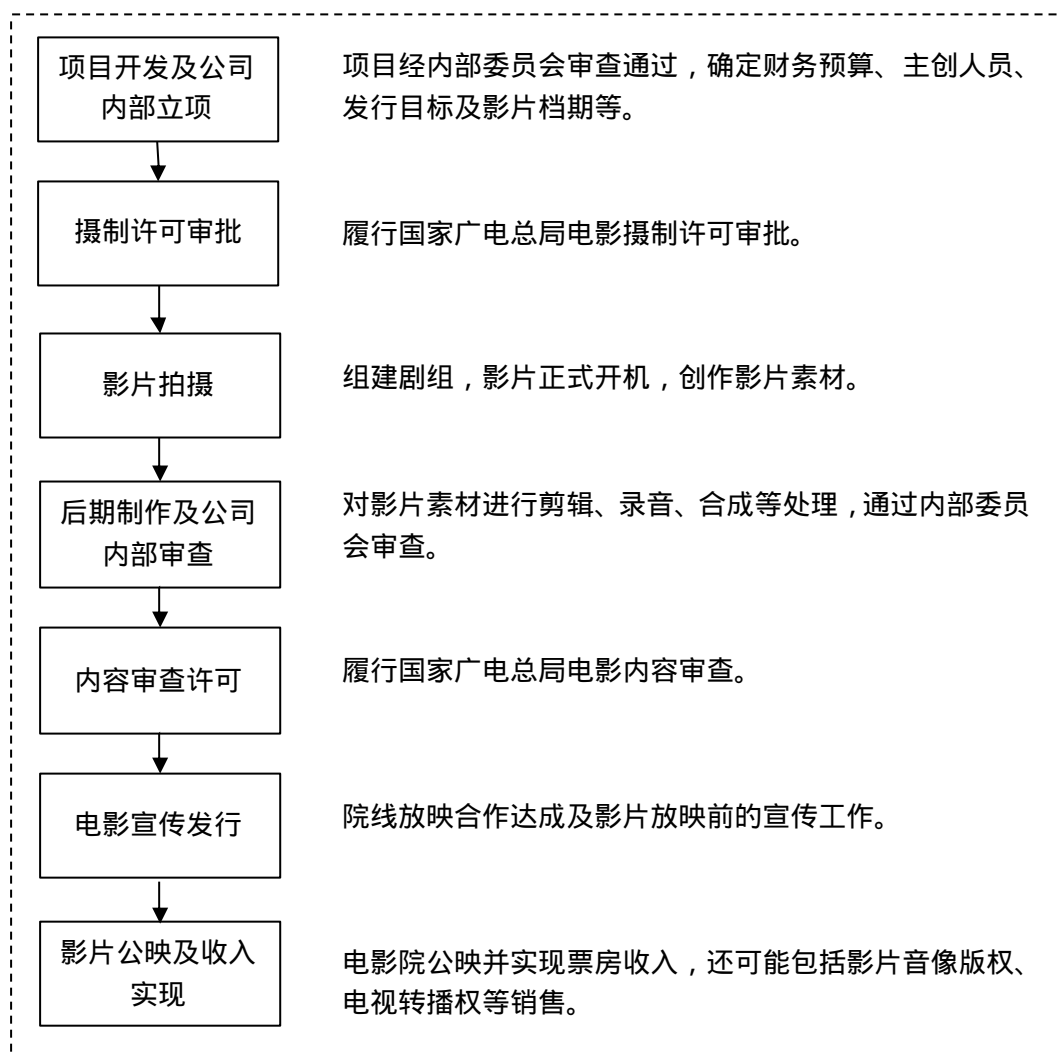 项目开发及公司
内部立项
项目经内部委员会审查通过，确定财务预算、主创人员、
发行目标及影片档期等。
摄制许可审批
履行国家广电总局电影摄制许可审批。
影片拍摄
组建剧组，影片正式开机，创作影片素材。
后期制作及公司
内部审查
对影片素材进行剪辑、录音、合成等处理，通过内部委员
会审查。
内容审查许可
履行国家广电总局电影内容审查。
电影宣传发行
院线放映合作达成及影片放映前的宣传工作。
影片公映及收入
实现
电影院公映并实现票房收入，还可能包括影片音像版权、
电视转播权等销售。